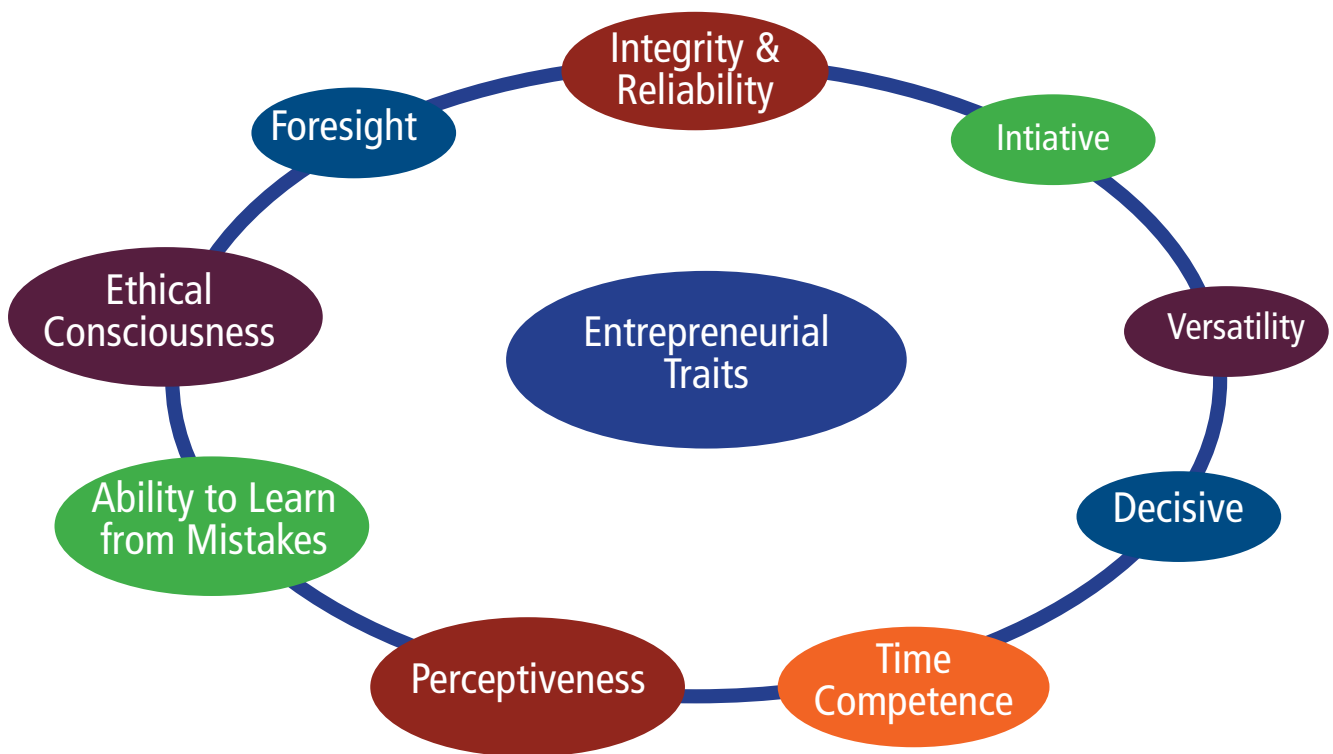 Integrity &
Reliability
Intiative
Versatility
Decisive
Time
Competence
Perceptiveness
Ability to Learn
from Mistakes
Ethical
Consciousness
Foresight
Entrepreneurial
Traits